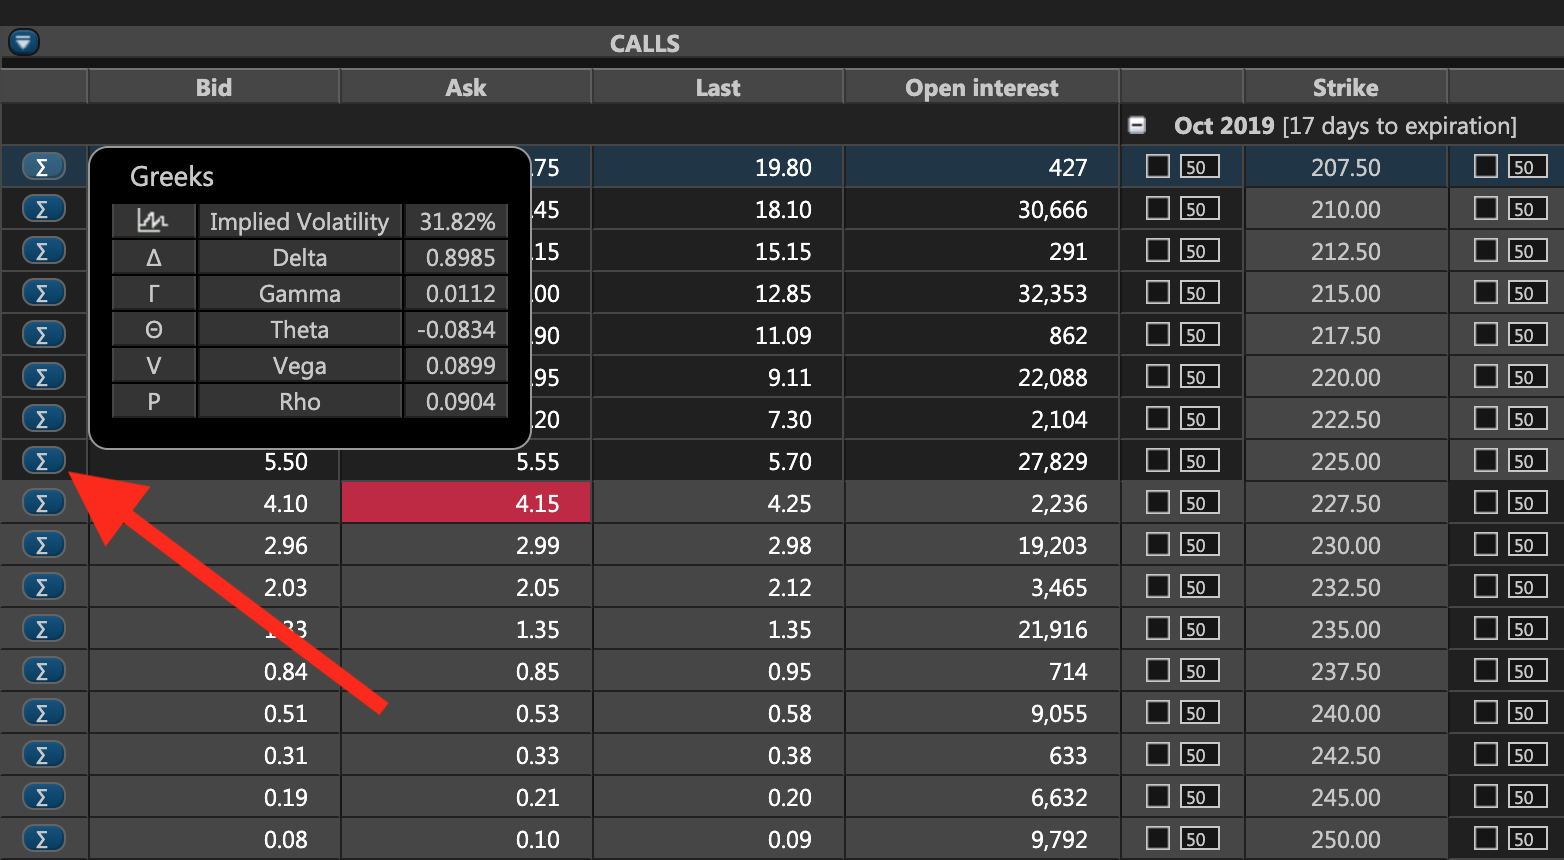 CALLS
Bid Ask Last Open interest Strike
Oct 2019 [17 days to expiration]
Σ Greeks .75 19.80 427 50 207.50 50
Σ Implied Volatility 31.82% .45 18.10 30,666 50 210.00 50
Σ Δ Delta 0.8985 .15 15.15 291 50 212.50 50
Σ Γ Gamma 0.0112 .00 12.85 32,353 50 215.00 50
Σ Θ Theta -0.0834 .90 11.09 862 50 217.50 50
Σ V Vega 0.0899 .95 9.11 22,088 50 220.00 50
Σ P Rho 0.0904 .20 7.30 2,104 50 222.50 50
Σ 5.50 5.55 5.70 27,829 50 225.00 50
Σ 4.10 4.15 4.25 2,236 50 227.50 50
Σ 2.96 2.99 2.98 19,203 50 230.00 50
Σ 2.03 2.05 2.12 3,465 50 232.50 50
Σ 1.33 1.35 1.35 21,916 50 235.00 50
Σ 0.84 0.85 0.95 714 50 237.50 50
Σ 0.51 0.53 0.58 9,055 50 240.00 50
Σ 0.31 0.33 0.38 633 50 242.50 50
Σ 0.19 0.21 0.20 6,632 50 245.00 50
Σ 0.08 0.10 0.09 9,792 50 250.00 50